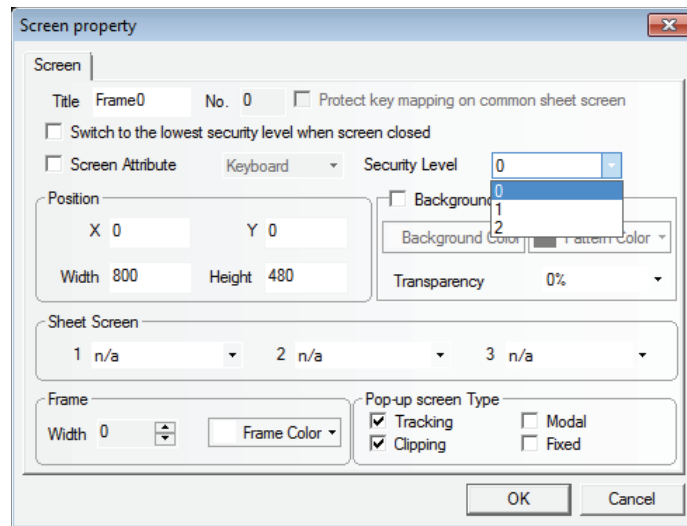 Screen property
Screen
Title Frame0 No. 0 Protect key mapping on common sheet screen
Switch to the lowest security level when screen closed
Screen Attribute Keyboard Security Level 0
0
1
2
Position
X 0 Y 0
Width 800 Height 480
Background Color Pattern Color
Transparency 0%
Sheet Screen
1 n/a 2 n/a 3 n/a
Frame
Width 0 Frame Color
Pop-up screen Type
Tracking Modal
Clipping Fixed
OK Cancel